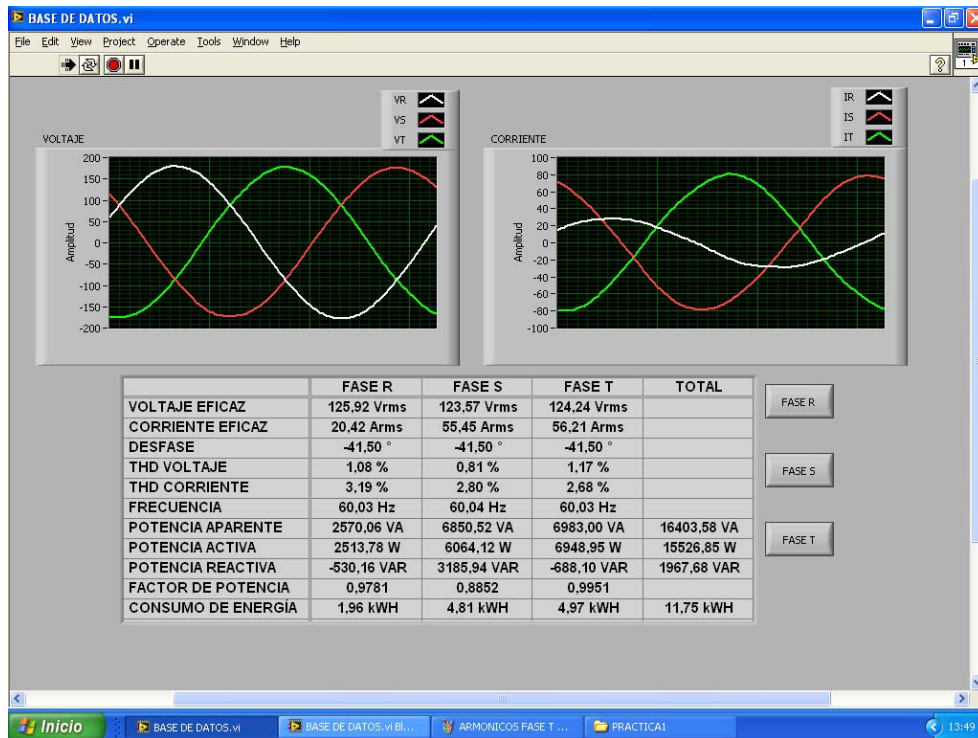 BASE DE DATOS.vi
File Edit View Project Operate Tools Window Help
1
VR
VS
VT
VOLTAJE
Amplitud
200
150
100
50
0
-50
-100
-150
-200
IR
IS
IT
CORRIENTE
Amplitud
100
80
60
40
20
0
-20
-40
-60
-80
-100
FASE R FASE S FASE T TOTAL
VOLTAJE EFICAZ 125,92 Vrms 123,57 Vrms 124,24 Vrms
CORRIENTE EFICAZ 20,42 Arms 55,45 Arms 56,21 Arms
DESFASE -41,50 ° -41,50 ° -41,50 °
THD VOLTAJE 1,08 % 0,81 % 1,17 %
THD CORRIENTE 3,19 % 2,80 % 2,68 %
FRECUENCIA 60,03 Hz 60,04 Hz 60,03 Hz
POTENCIA APARENTE 2570,06 VA 6850,52 VA 6983,00 VA 16403,58 VA
POTENCIA ACTIVA 2513,78 W 6064,12 W 6948,95 W 15526,85 W
POTENCIA REACTIVA -530,16 VAR 3185,94 VAR -688,10 VAR 1967,68 VAR
FACTOR DE POTENCIA 0,9781 0,8852 0,9951
CONSUMO DE ENERGÍA 1,96 kWH 4,81 kWH 4,97 kWH 11,75 kWH
FASE R
FASE S
FASE T
Inicio BASE DE DATOS.vi BASE DE DATOS.vi Bl... ARMONICOS FASE T ... PRACTICA1 13:49